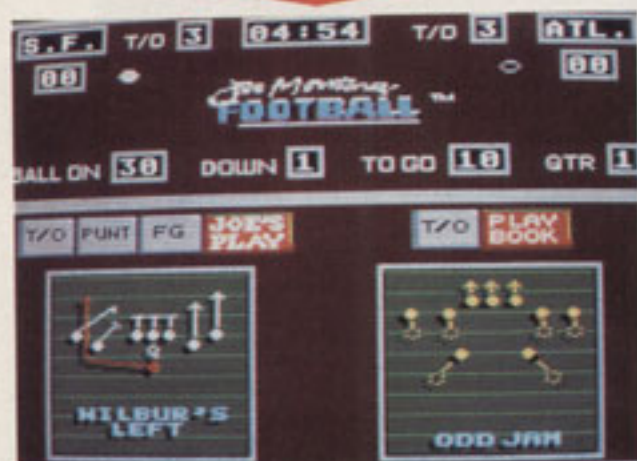 S.F. T/O 3 04:54 T/O 3 ATL.
00 00
Joe Montana
FOOTBALL ™
BALL ON 30 DOWN 1 TO GO 10 QTR 1
T/O PUNT FG JOE'S PLAY T/O PLAY BOOK
Q
WILBUR'S LEFT
ODD JAM